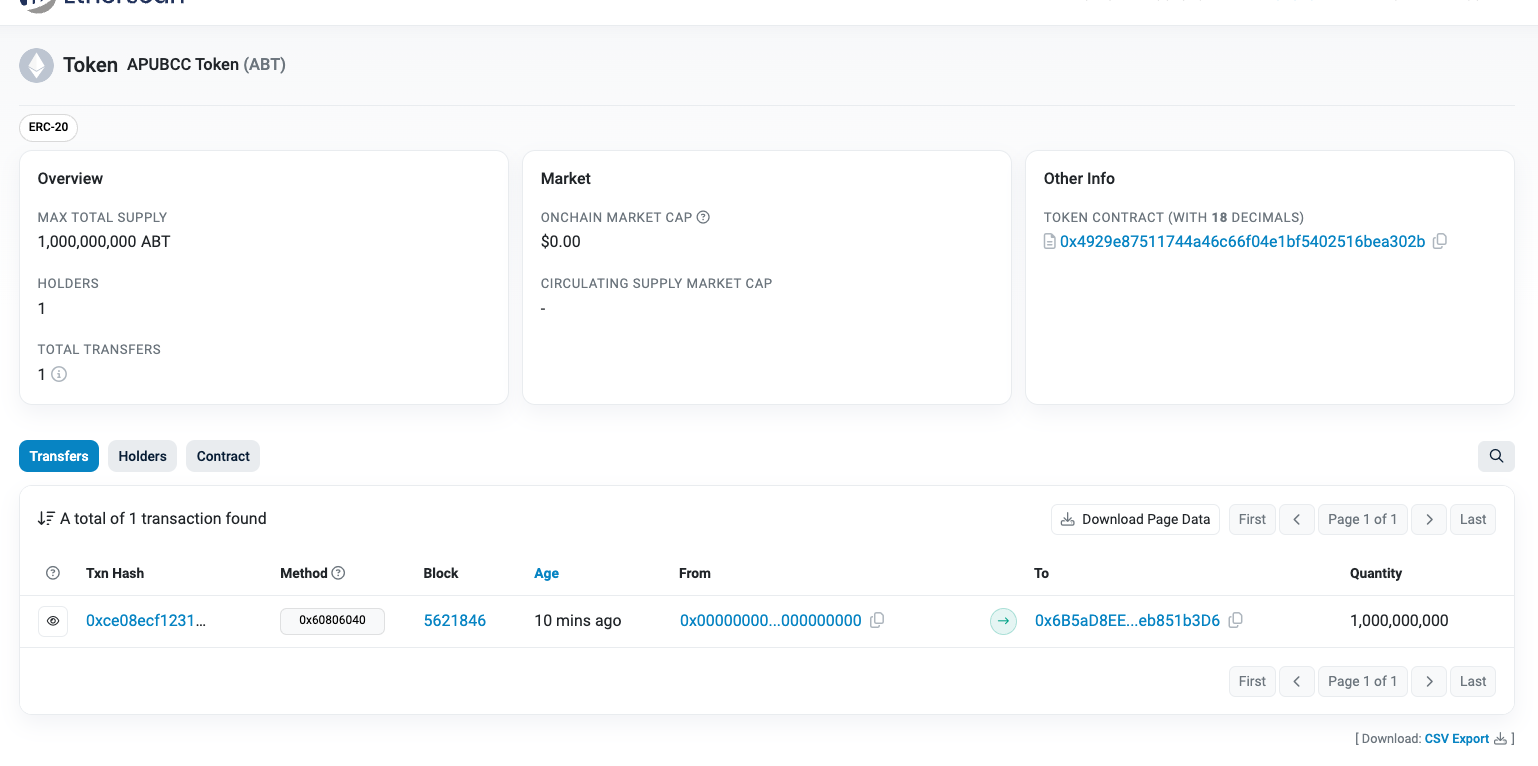 Etherscan
Token APUBCC Token (ABT)
ERC-20
Overview
MAX TOTAL SUPPLY
1,000,000,000 ABT
HOLDERS
1
TOTAL TRANSFERS
1
Market
ONCHAIN MARKET CAP
$0.00
CIRCULATING SUPPLY MARKET CAP
-
Other Info
TOKEN CONTRACT (WITH 18 DECIMALS)
0x4929e87511744a46c66f04e1bf5402516bea302b
Transfers Holders Contract
A total of 1 transaction found
Download Page Data First Page 1 of 1 Last
Txn Hash Method Block Age From To Quantity
0xce08ecf1231... 0x60806040 5621846 10 mins ago 0x00000000...000000000 0x6B5aD8EE...eb851b3D6 1,000,000,000
First Page 1 of 1 Last
[ Download: CSV Export ]